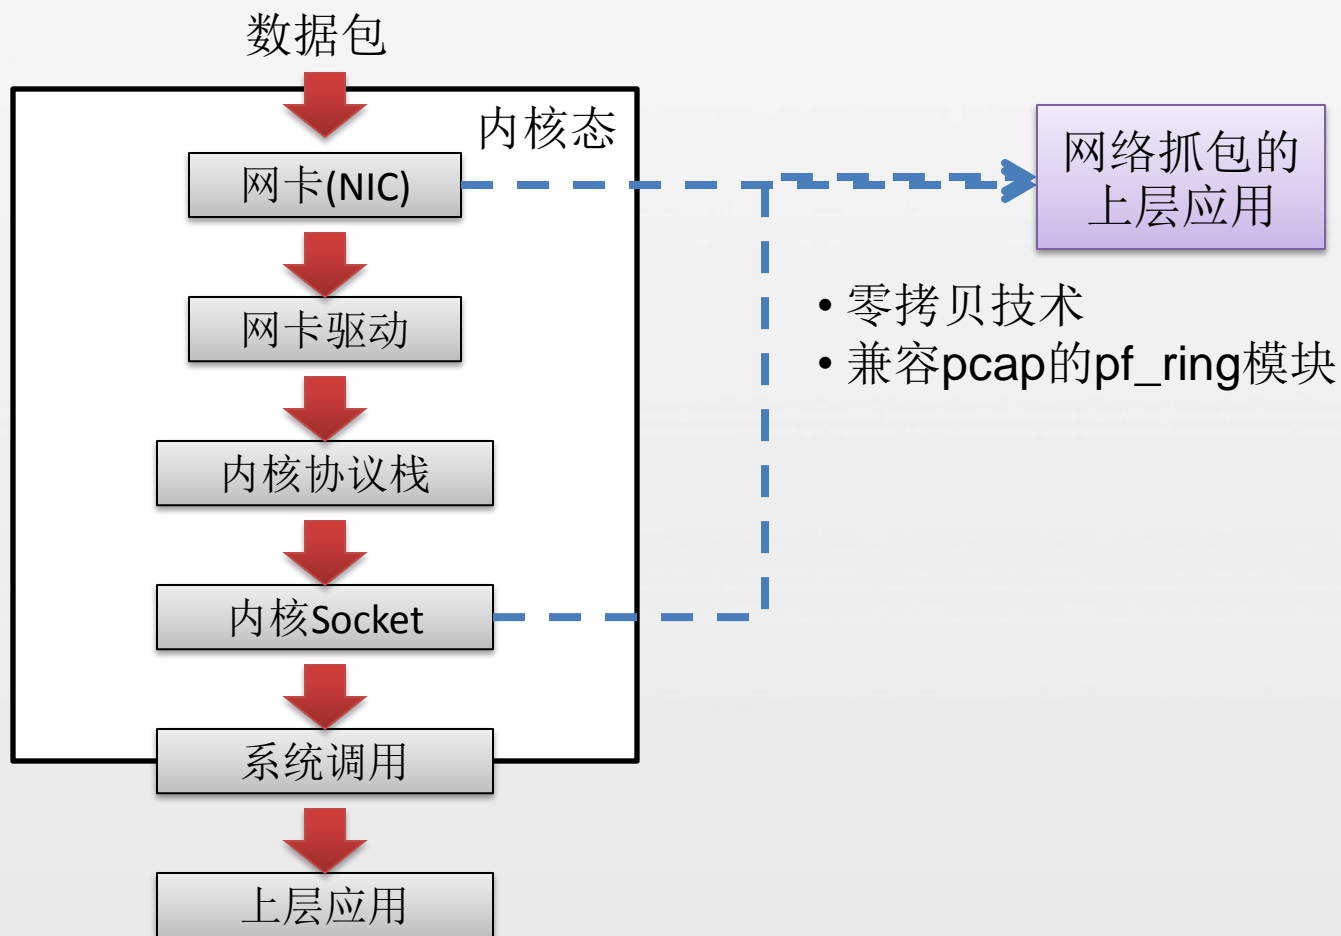 数据包
内核态
网卡(NIC)
网卡驱动
内核协议栈
内核Socket
系统调用
上层应用
网络抓包的
上层应用
• 零拷贝技术
• 兼容pcap的pf_ring模块